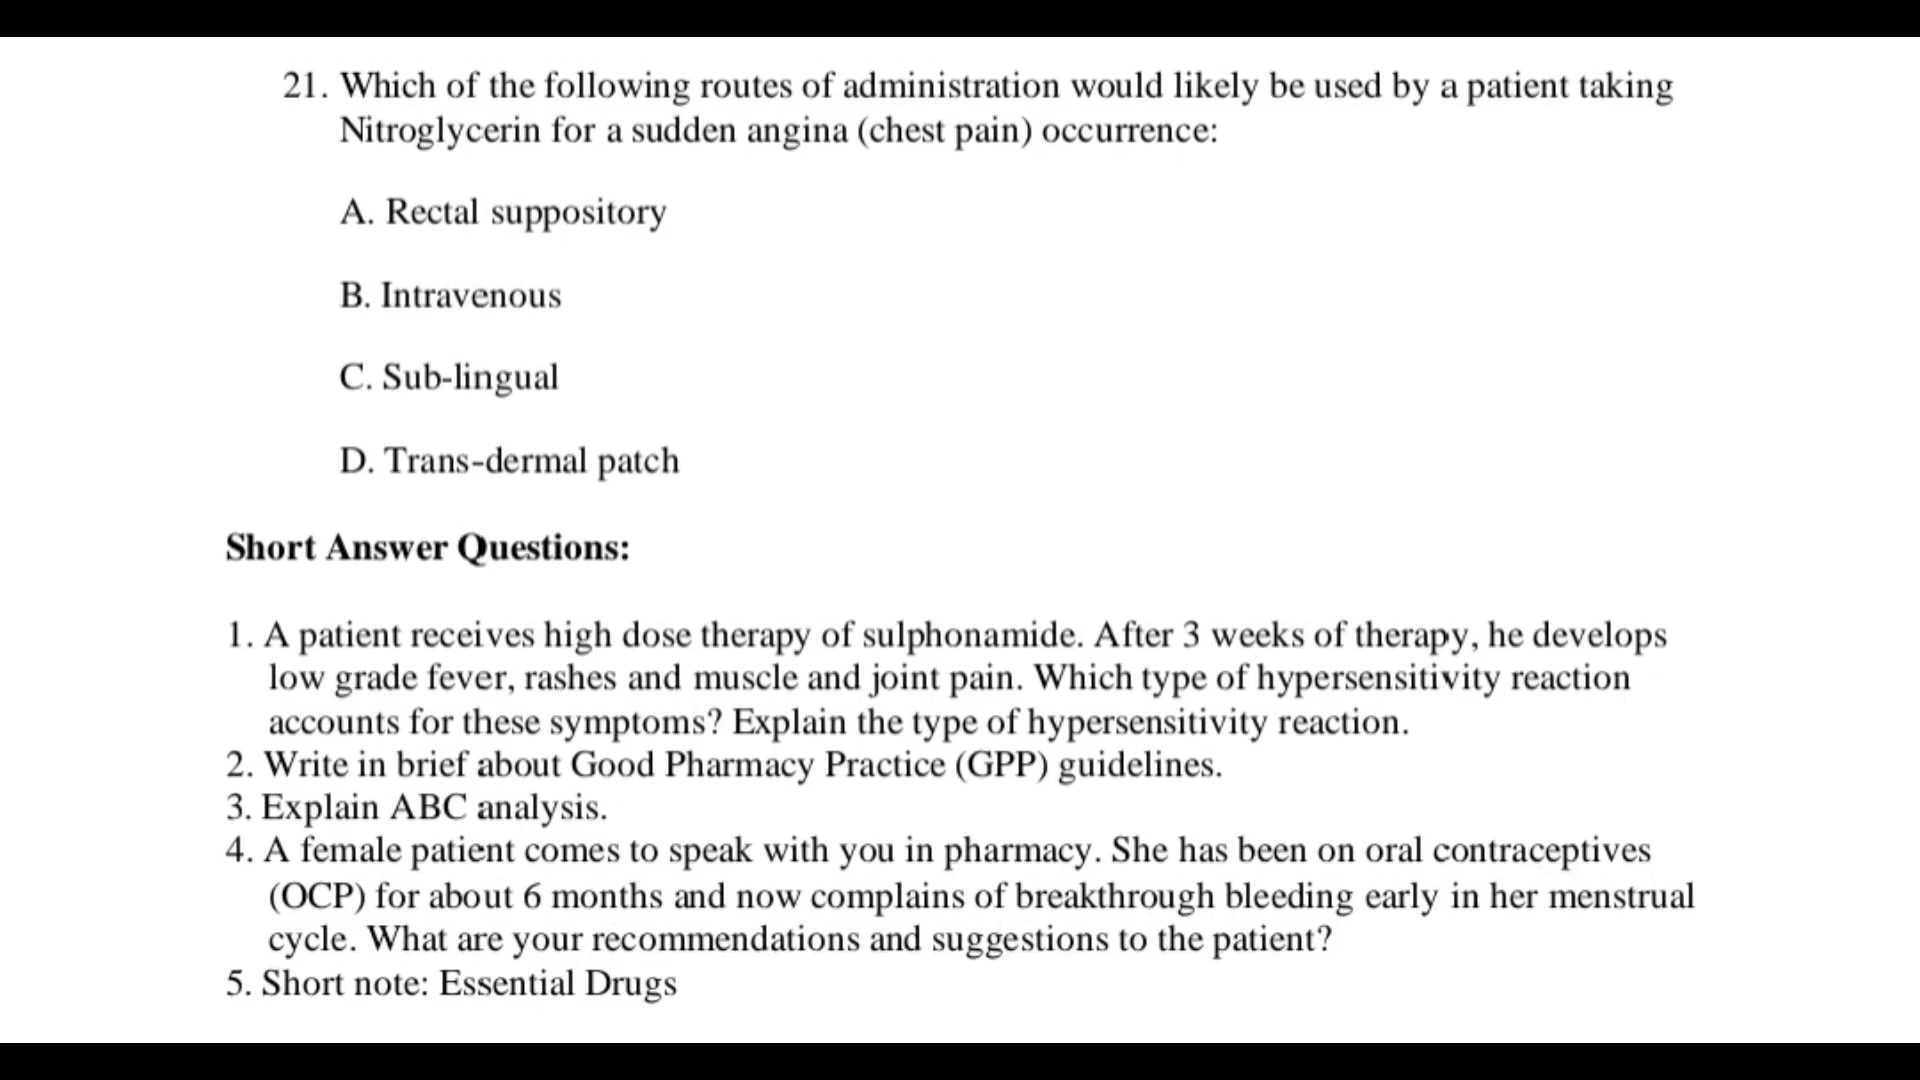 21. Which of the following routes of administration would likely be used by a patient taking
Nitroglycerin for a sudden angina (chest pain) occurrence:
A. Rectal suppository
B. Intravenous
C. Sub-lingual
D. Trans-dermal patch
Short Answer Questions:
1. A patient receives high dose therapy of sulphonamide. After 3 weeks of therapy, he develops
low grade fever, rashes and muscle and joint pain. Which type of hypersensitivity reaction
accounts for these symptoms? Explain the type of hypersensitivity reaction.
2. Write in brief about Good Pharmacy Practice (GPP) guidelines.
3. Explain ABC analysis.
4. A female patient comes to speak with you in pharmacy. She has been on oral contraceptives
(OCP) for about 6 months and now complains of breakthrough bleeding early in her menstrual
cycle. What are your recommendations and suggestions to the patient?
5. Short note: Essential Drugs